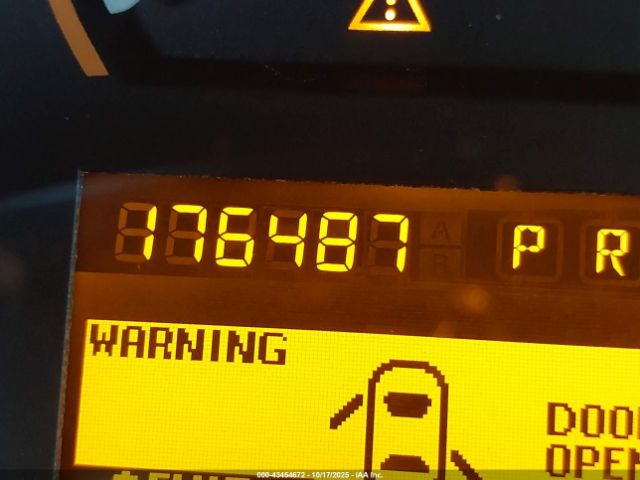 176487 P R
WARNING
DOOR
OPEN
000-43454672 - 10/17/2025 - IAA Inc.